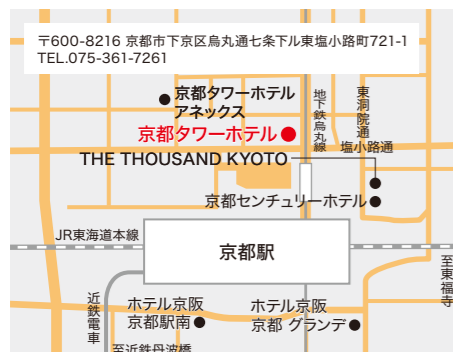 〒600-8216 京都市下京区烏丸通七条下ル東塩小路町721-1
TEL.075-361-7261
京都タワーホテル
アネックス
京都タワーホテル
地下鉄烏丸線
東洞院通
塩小路通
THE THOUSAND KYOTO
京都センチュリーホテル
JR東海道本線
京都駅
至東福寺
近鉄電車
ホテル京阪
京都駅南
ホテル京阪
京都 グランデ
至近鉄丹波橋